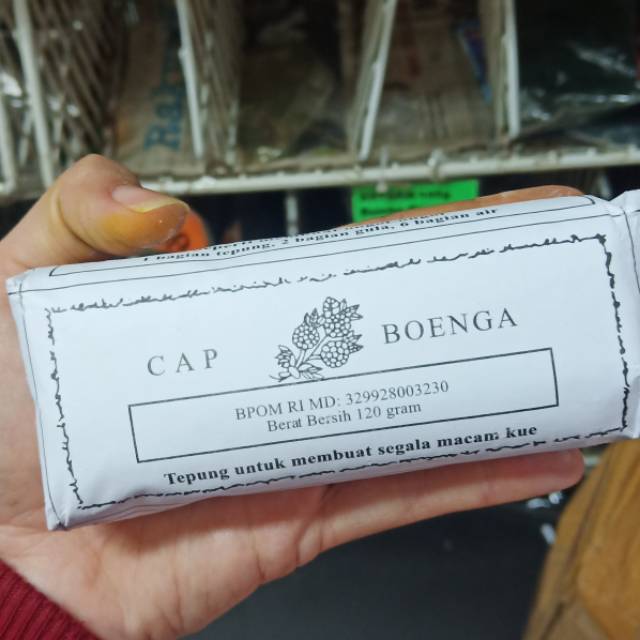 1 bagian tepung, 2 bagian gula, 6 bagian air
CAP BOENGA
BPOM RI MD: 329928003230
Berat Bersih 120 gram
Tepung untuk membuat segala macam kue